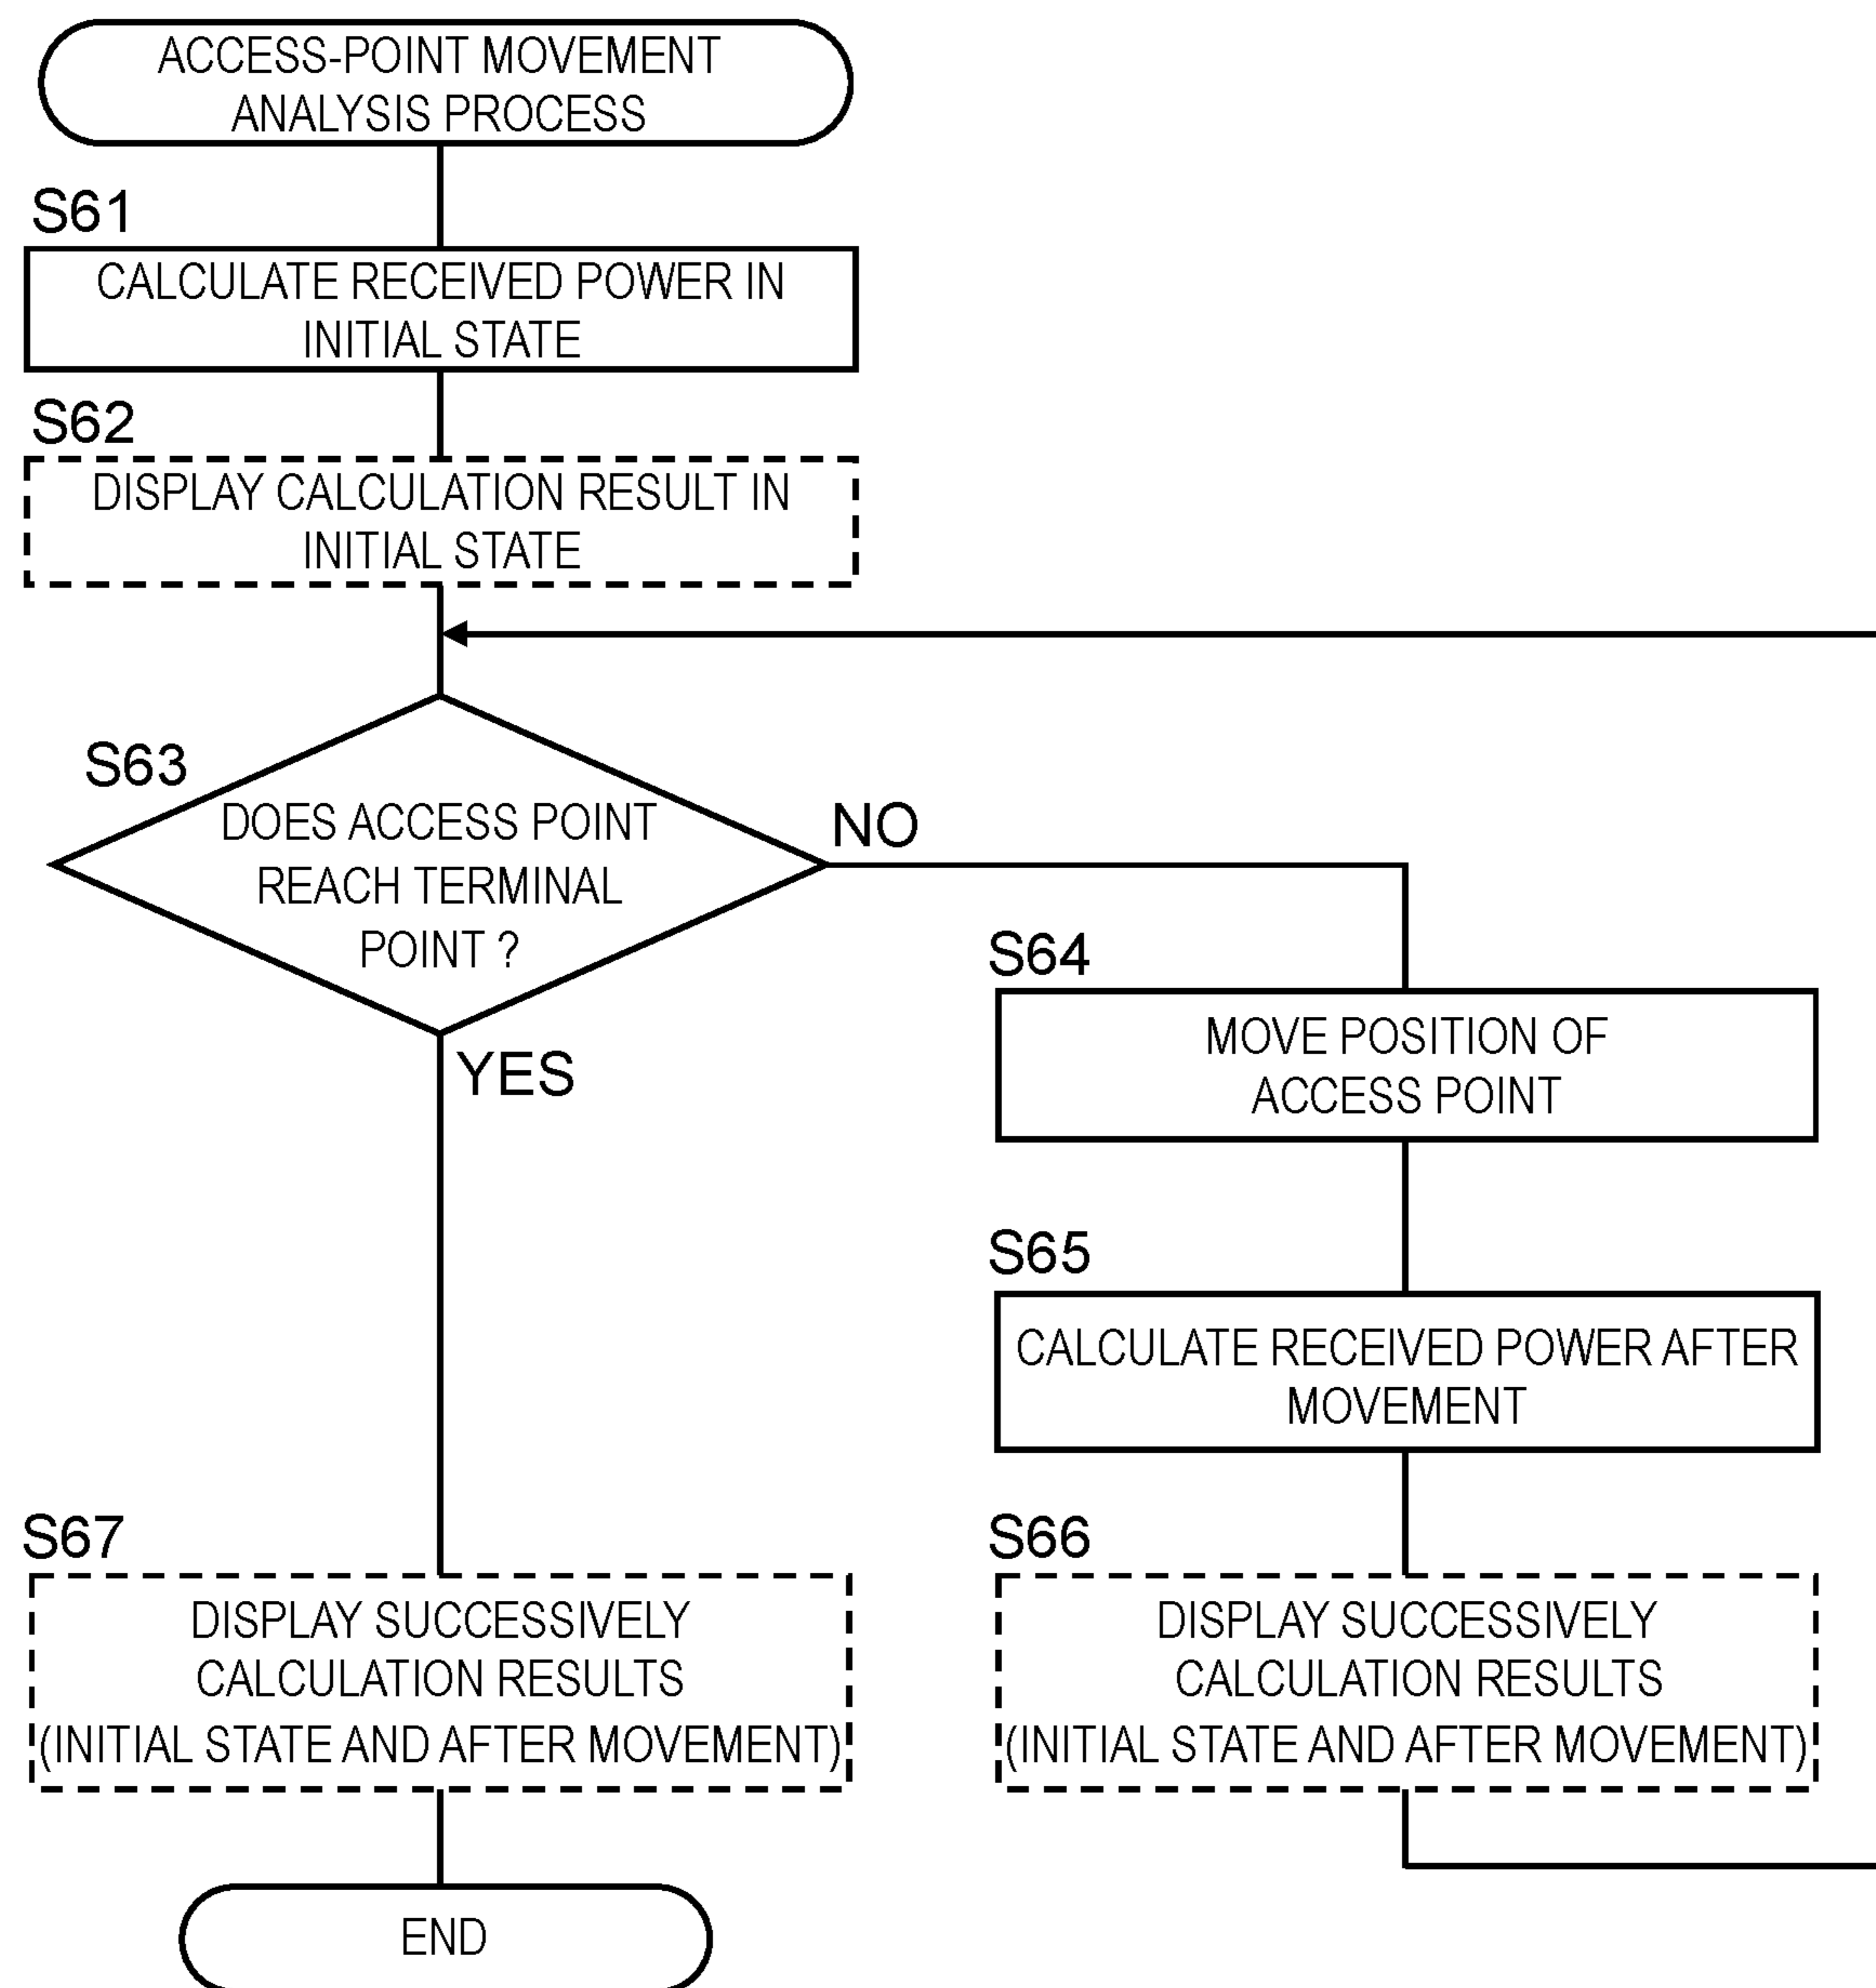 ACCESS-POINT MOVEMENT
ANALYSIS PROCESS
S61
CALCULATE RECEIVED POWER IN
INITIAL STATE
S62
DISPLAY CALCULATION RESULT IN
INITIAL STATE
S63
DOES ACCESS POINT
REACH TERMINAL
POINT ?
NO
YES
S64
MOVE POSITION OF
ACCESS POINT
S65
CALCULATE RECEIVED POWER AFTER
MOVEMENT
S66
DISPLAY SUCCESSIVELY
CALCULATION RESULTS
(INITIAL STATE AND AFTER MOVEMENT)
S67
DISPLAY SUCCESSIVELY
CALCULATION RESULTS
(INITIAL STATE AND AFTER MOVEMENT)
END